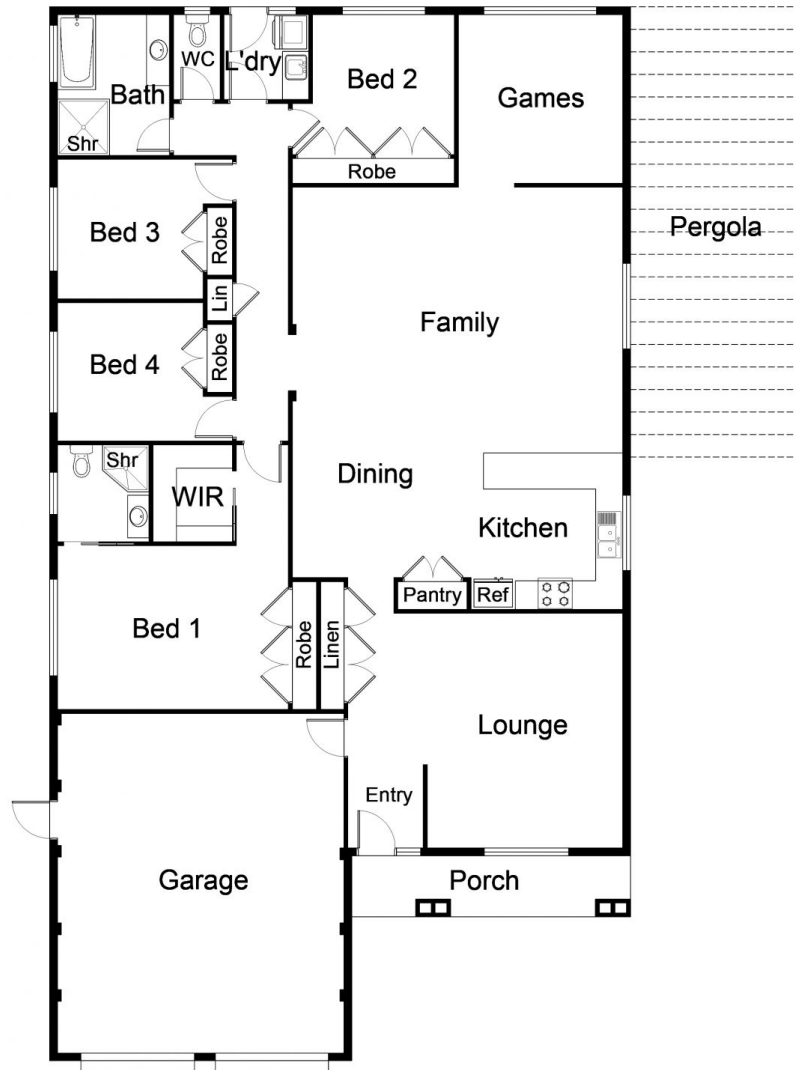 WC
L'dry
Bed 2
Games
Bath
Shr
Robe
Pergola
Bed 3
Robe
Lin
Family
Bed 4
Robe
Shr
WIR
Dining
Kitchen
Pantry
Ref
Bed 1
Robe
Linen
Lounge
Entry
Garage
Porch